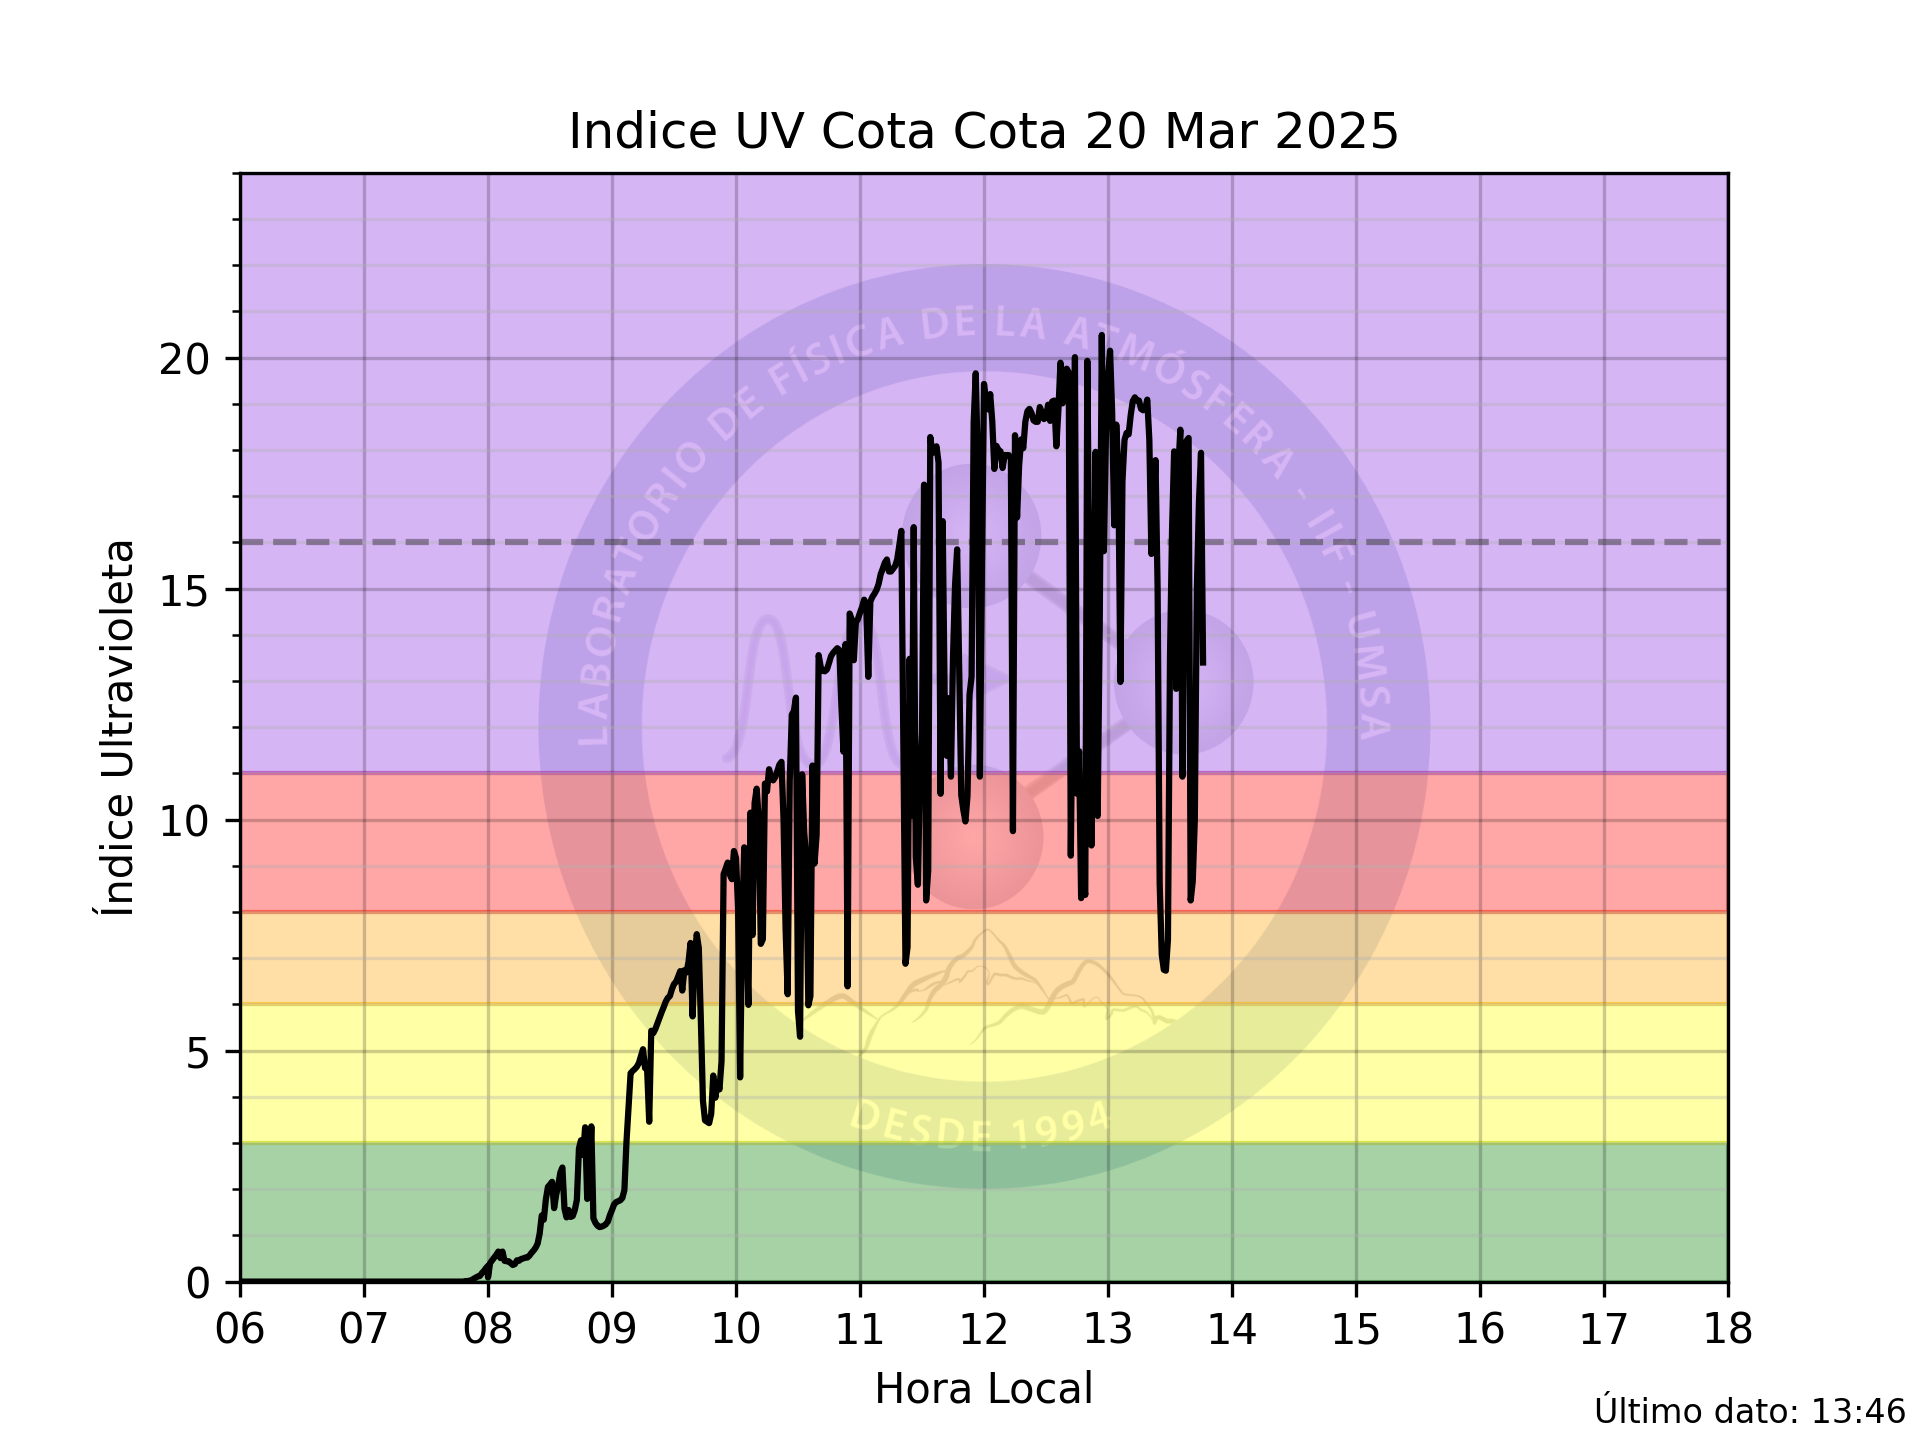 Indice UV Cota Cota 20 Mar 2025
LABORATORIO DE FÍSICA DE LA ATMÓSFERA - IIF - UMSA
DESDE 1994
Índice Ultravioleta
20
15
10
5
0
06 07 08 09 10 11 12 13 14 15 16 17 18
Hora Local
Último dato: 13:46